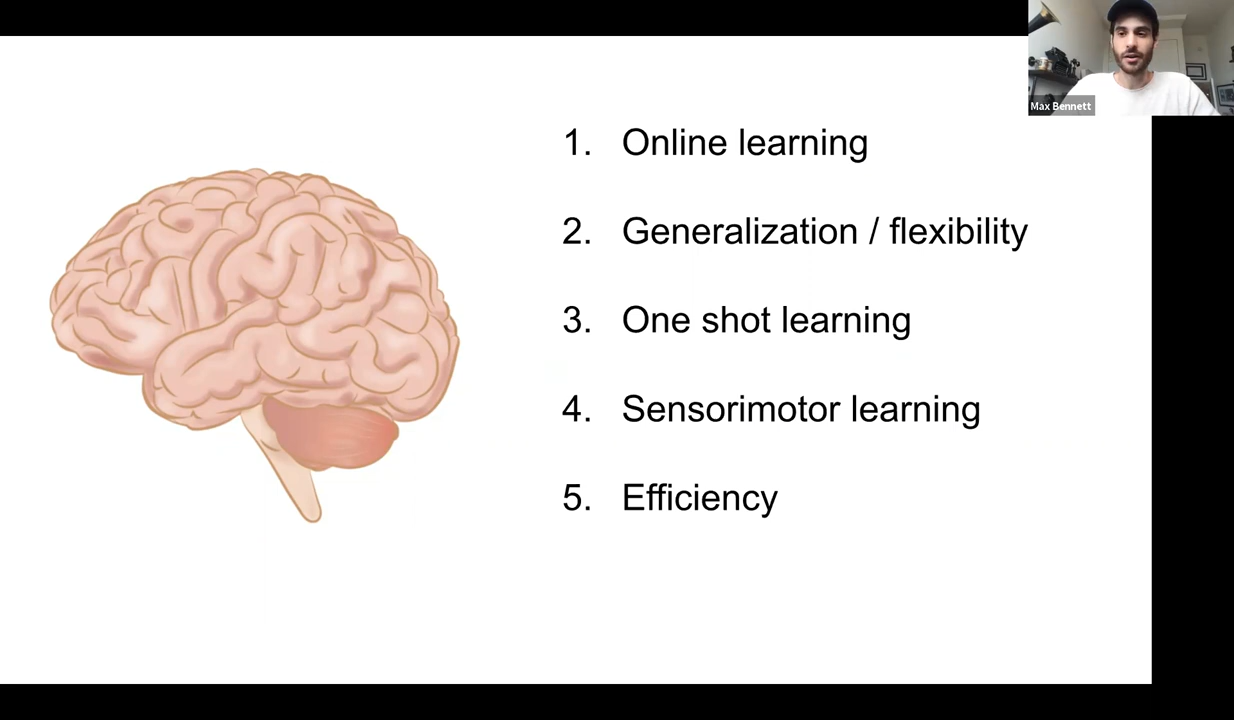 Max Bennett
1. Online learning
2. Generalization / flexibility
3. One shot learning
4. Sensorimotor learning
5. Efficiency